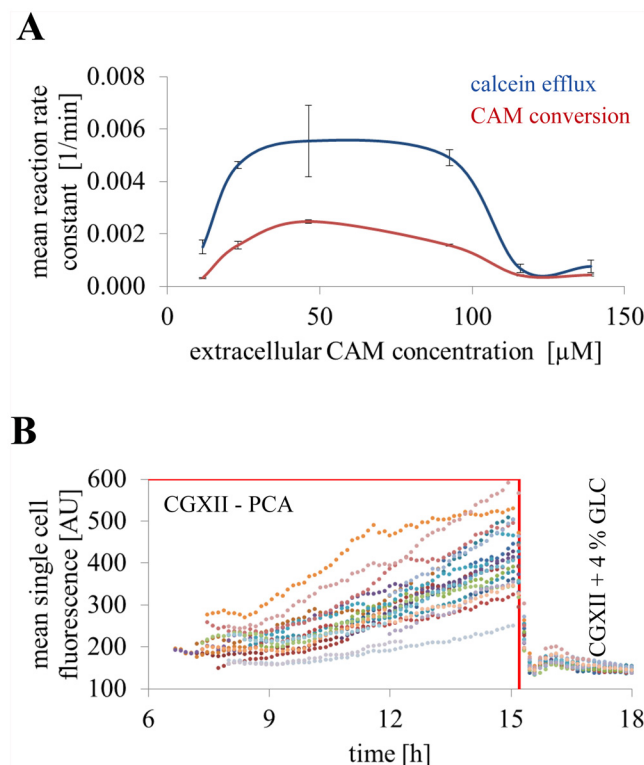 A
0.008
0.006
0.004
0.002
0.000
mean reaction rate
constant [1/min]
calcein efflux
CAM conversion
0
50
100
150
extracellular CAM concentration [µM]
B
600
500
400
300
200
100
mean single cell
fluorescence [AU]
CGXII - PCA
CGXII + 4 % GLC
6
9
12
15
18
time [h]